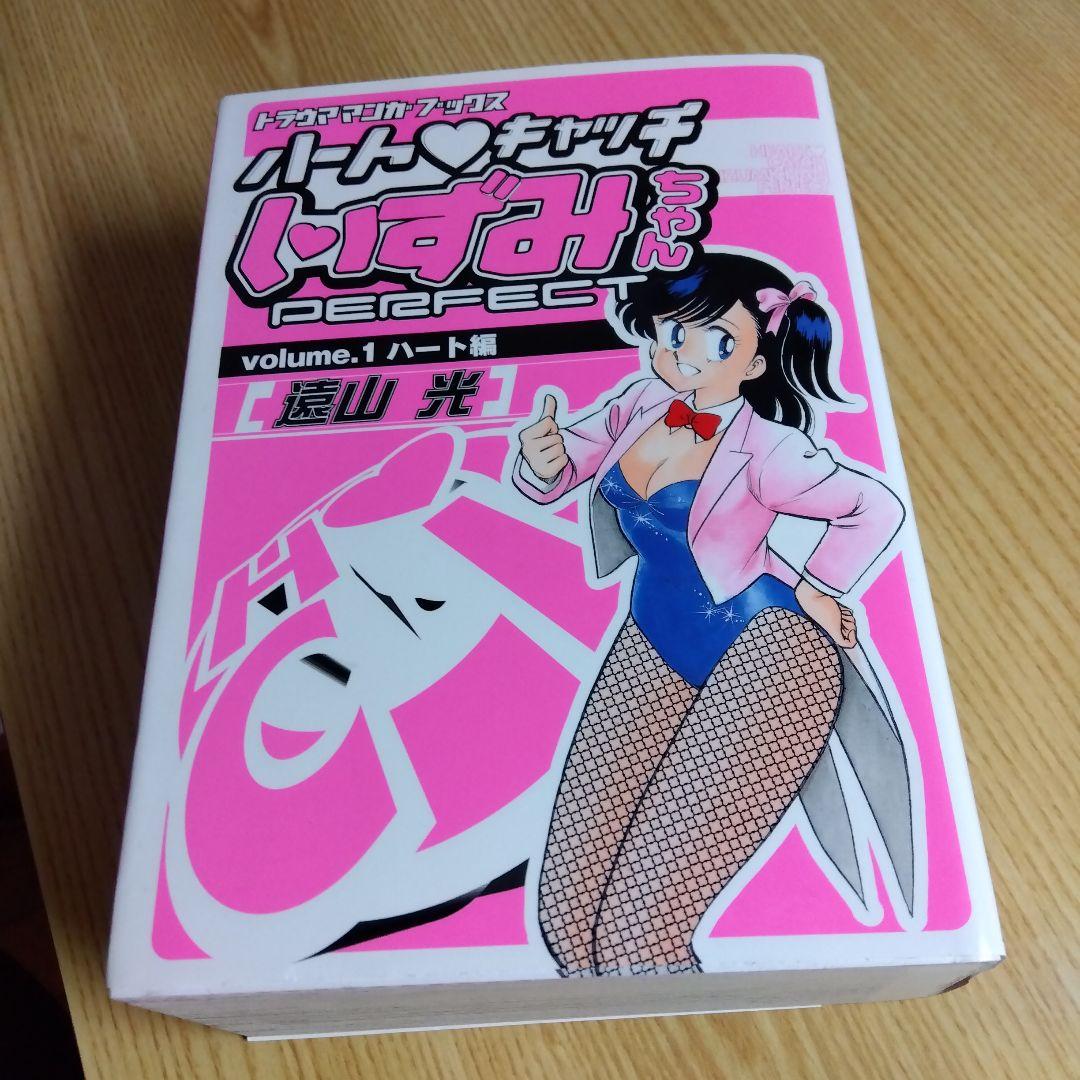 トラウママンガブックス
ハート♡キャッチ
いずみちゃん
PERFECT
volume.1 ハート編
[遠山 光]